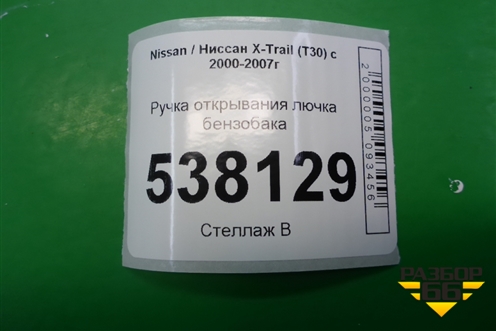 Nissan / Ниссан X-Trail (T30) с
2000-2007г
Ручка открывания лючка
бензобака
538129
Стеллаж В
2000005093456
РАЗБОР
66